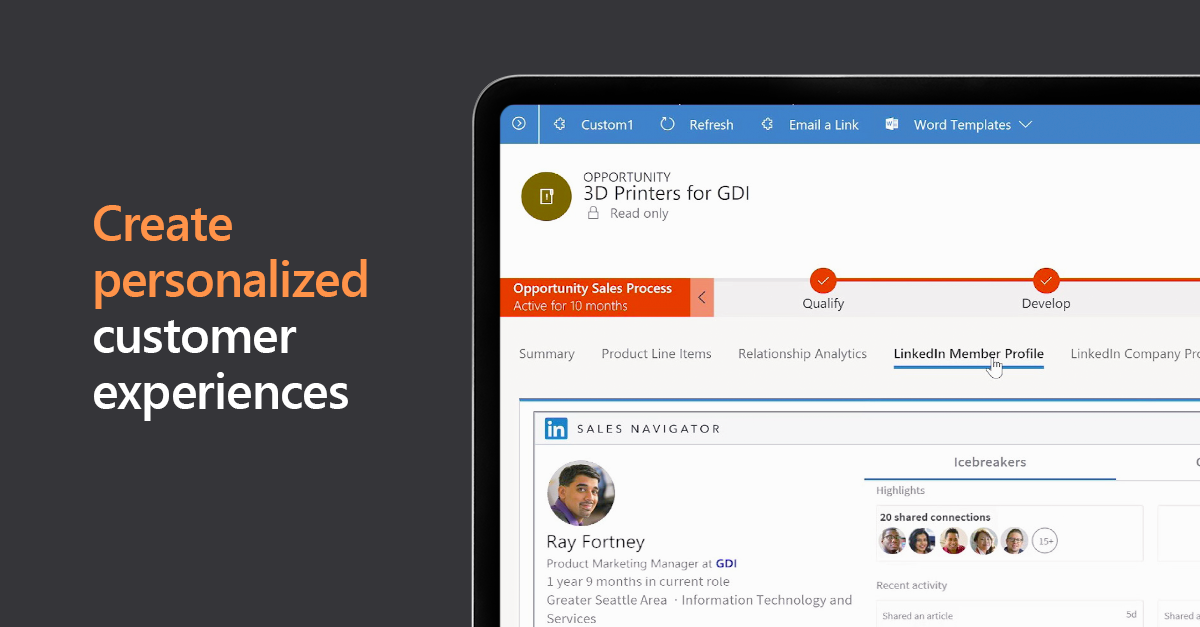 Create
personalized
customer
experiences
Custom1
Refresh
Email a Link
Word Templates
OPPORTUNITY
3D Printers for GDI
Read only
Opportunity Sales Process
Active for 10 months
Qualify
Develop
Summary
Product Line Items
Relationship Analytics
LinkedIn Member Profile
LinkedIn Company Pro
in SALES NAVIGATOR
Ray Fortney
Product Marketing Manager at GDI
1 year 9 months in current role
Greater Seattle Area · Information Technology and
Services
Icebreakers
Highlights
20 shared connections
15+
Recent activity
Shared an article
5d
Shared a